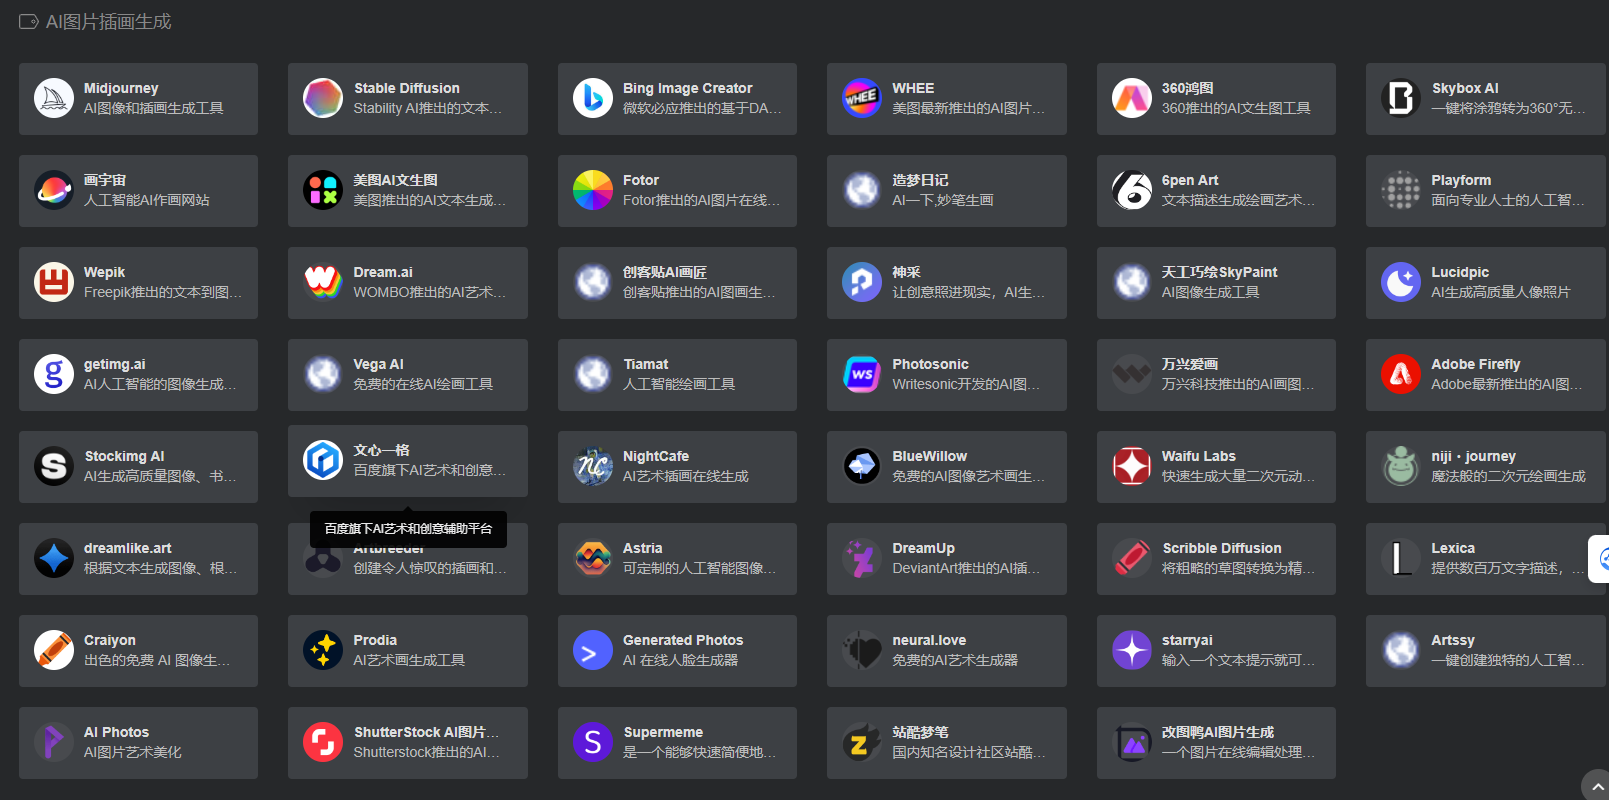 AI图片插画生成
Midjourney
AI图像和插画生成工具
Stable Diffusion
Stability AI推出的文本...
Bing Image Creator
微软必应推出的基于DA...
WHEE
美图最新推出的AI图片...
360鸿图
360推出的AI文生图工具
Skybox AI
一键将涂鸦转为360°无...
画宇宙
人工智能AI作画网站
美图AI文生图
美图推出的AI文本生成...
Fotor
Fotor推出的AI图片在线...
造梦日记
AI一下,妙笔生画
6pen Art
文本描述生成绘画艺术...
Playform
面向专业人士的人工智...
Wepik
Freepik推出的文本到图...
Dream.ai
WOMBO推出的AI艺术...
创客贴AI画匠
创客贴推出的AI图画生...
神采
让创意照进现实，AI生...
天工巧绘SkyPaint
AI图像生成工具
Lucidpic
AI生成高质量人像照片
getimg.ai
AI人工智能的图像生成...
Vega AI
免费的在线AI绘画工具
Tiamat
人工智能绘画工具
Photosonic
Writesonic开发的AI图...
万兴爱画
万兴科技推出的AI画图...
Adobe Firefly
Adobe最新推出的AI图...
Stockimg AI
AI生成高质量图像、书...
文心一格
百度旗下AI艺术和创意...
NightCafe
AI艺术插画在线生成
BlueWillow
免费的AI图像艺术画生...
Waifu Labs
快速生成大量二次元动...
niji・journey
魔法般的二次元绘画生成
百度旗下AI艺术和创意辅助平台
dreamlike.art
根据文本生成图像、根...
Artbreeder
创建令人惊叹的插画和...
Astria
可定制的人工智能图像...
DreamUp
DeviantArt推出的AI插...
Scribble Diffusion
将粗略的草图转换为精...
Lexica
提供数百万文字描述，...
Craiyon
出色的免费 AI 图像生...
Prodia
AI艺术画生成工具
Generated Photos
AI 在线人脸生成器
neural.love
免费的AI艺术生成器
starryai
输入一个文本提示就可...
Artssy
一键创建独特的人工智...
AI Photos
AI图片艺术美化
ShutterStock AI图片...
Shutterstock推出的AI...
Supermeme
是一个能够快速简便地...
站酷梦笔
国内知名设计社区站酷...
改图鸭AI图片生成
一个图片在线编辑处理...